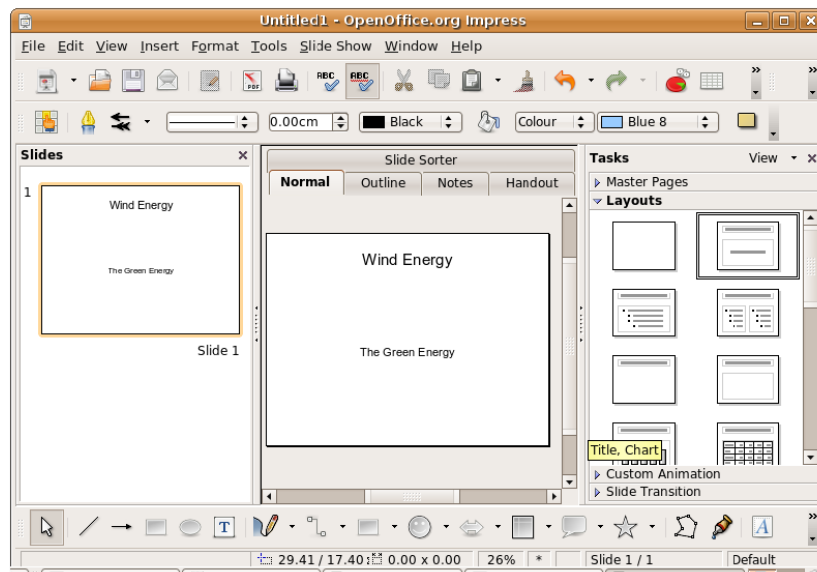 Untitled1 - OpenOffice.org Impress
File Edit View Insert Format Tools Slide Show Window Help
PDF ABC ABC
0.00cm Black Colour Blue 8
Slides
Slide Sorter
Tasks View
Normal Outline Notes Handout
Master Pages
Layouts
1
Wind Energy
The Green Energy
Slide 1
Wind Energy
The Green Energy
Title, Chart
Custom Animation
Slide Transition
T A
29.41 / 17.40 0.00 x 0.00 26% * Slide 1 / 1 Default